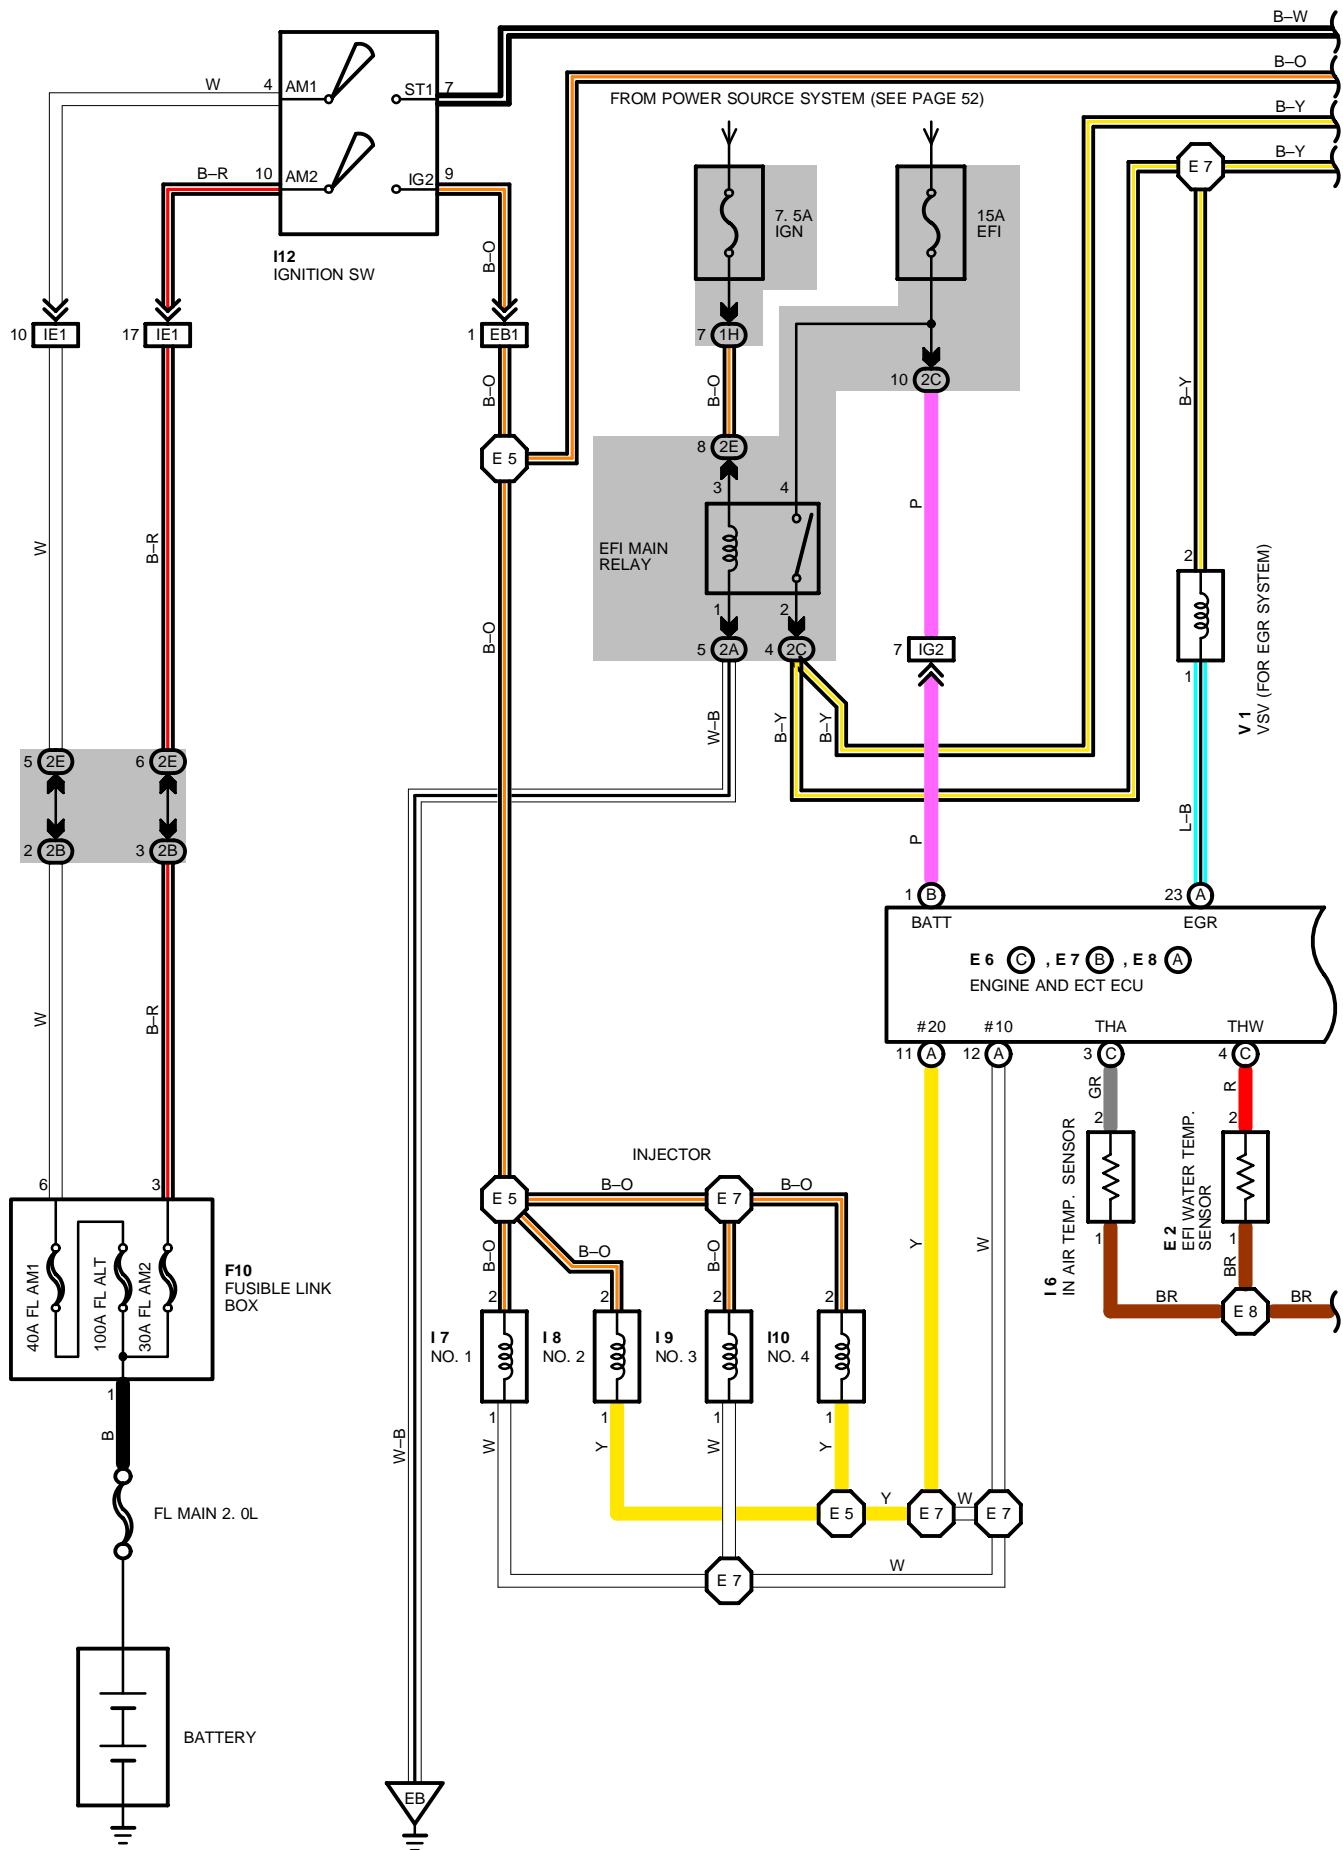 B–W
B–O
FROM POWER SOURCE SYSTEM (SEE PAGE 52)
B–Y
B–Y
W
4
AM1
ST1
7
B–R
10
AM2
IG2
9
I12
IGNITION SW
E 7
7. 5A
IGN
15A
EFI
B–O
10
IE1
17
IE1
1
EB1
7
1H
B–O
B–O
10
2C
B–Y
E 5
8
2E
3
4
P
W
B–R
EFI MAIN
RELAY
2
V 1
VSV (FOR EGR SYSTEM)
1
2
B–O
5
2A
4
2C
7
IG2
1
W–B
B–Y
B–Y
5
2E
6
2E
2
2B
3
2B
P
L–B
1
B
23
A
BATT
EGR
E 6
C
, E 7
B
, E 8
A
ENGINE AND ECT ECU
W
B–R
#20
#10
THA
THW
11
A
12
A
3
C
4
C
GR
R
2
2
I 6
IN AIR TEMP. SENSOR
E 2
EFI WATER TEMP.
SENSOR
1
1
BR
BR
E 8
BR
INJECTOR
6
3
E 5
B–O
E 7
B–O
B–O
B–O
B–O
Y
W
40A FL AM1
100A FL ALT
30A FL AM2
F10
FUSIBLE LINK
BOX
2
2
2
2
I 7
NO. 1
I 8
NO. 2
I 9
NO. 3
I10
NO. 4
1
1
1
1
1
B
W–B
W
Y
W
Y
FL MAIN 2. 0L
E 5
Y
E 7
W
E 7
E 7
W
BATTERY
EB